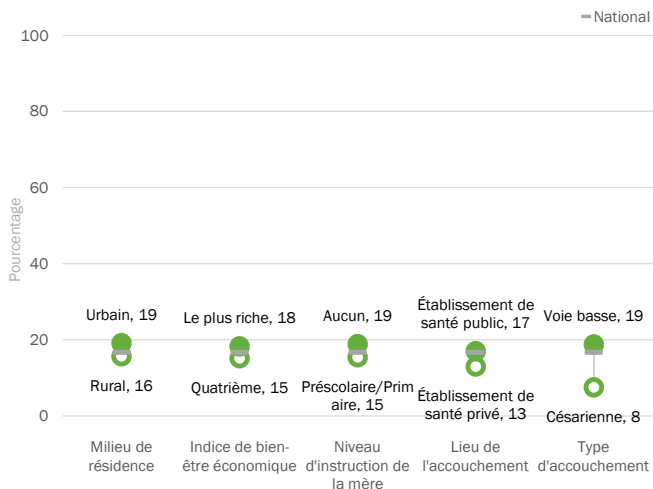 National
100
80
60
40
20
0
Pourcentage
Urbain, 19
Rural, 16
Le plus riche, 18
Quatrième, 15
Aucun, 19
Préscolaire/Prim
aire, 15
Établissement de
santé public, 17
Établissement de
santé privé, 13
Voie basse, 19
Césarienne, 8
Milieu de
résidence
Indice de bien-
être économique
Niveau
d'instruction de
la mère
Lieu de
l'accouchement
Type
d'accouchement